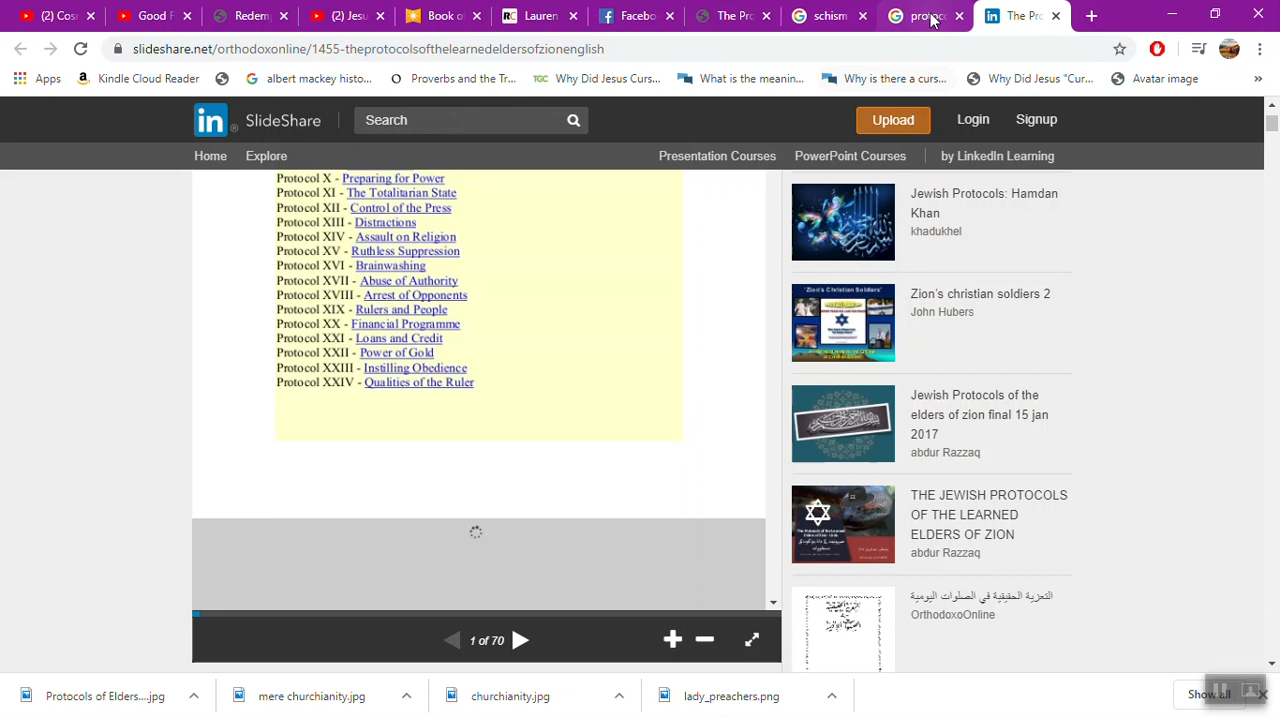 (2) Cos
Good F
Redemp
(2) Jesu
Book of
Lauren
Facebo
The Pro
schism
protoco
The Pro
slideshare.net/orthodoxonline/1455-theprotocolsofthelearnedeldersofzionenglish
Apps
Kindle Cloud Reader
albert mackey histo...
Proverbs and the Tr...
Why Did Jesus Curs...
What is the meanin...
Why is there a curs...
Why Did Jesus "Cur...
Avatar image
SlideShare
Search
Upload
Login
Signup
Home
Explore
Presentation Courses
PowerPoint Courses
by LinkedIn Learning
Protocol X - Preparing for Power
Protocol XI - The Totalitarian State
Protocol XII - Control of the Press
Protocol XIII - Distractions
Protocol XIV - Assault on Religion
Protocol XV - Ruthless Suppression
Protocol XVI - Brainwashing
Protocol XVII - Abuse of Authority
Protocol XVIII - Arrest of Opponents
Protocol XIX - Rulers and People
Protocol XX - Financial Programme
Protocol XXI - Loans and Credit
Protocol XXII - Power of Gold
Protocol XXIII - Instilling Obedience
Protocol XXIV - Qualities of the Ruler
1 of 70
Jewish Protocols: Hamdan
Khan
khadukhel
Zion's christian soldiers 2
John Hubers
Jewish Protocols of the
elders of zion final 15 jan
2017
abdur Razzaq
THE JEWISH PROTOCOLS
OF THE LEARNED
ELDERS OF ZION
abdur Razzaq
التعزية الحقيقية في الصلوات اليومية
OrthodoxoOnline
Protocols of Elders....jpg
mere churchianity.jpg
churchianity.jpg
lady_preachers.png
Show all